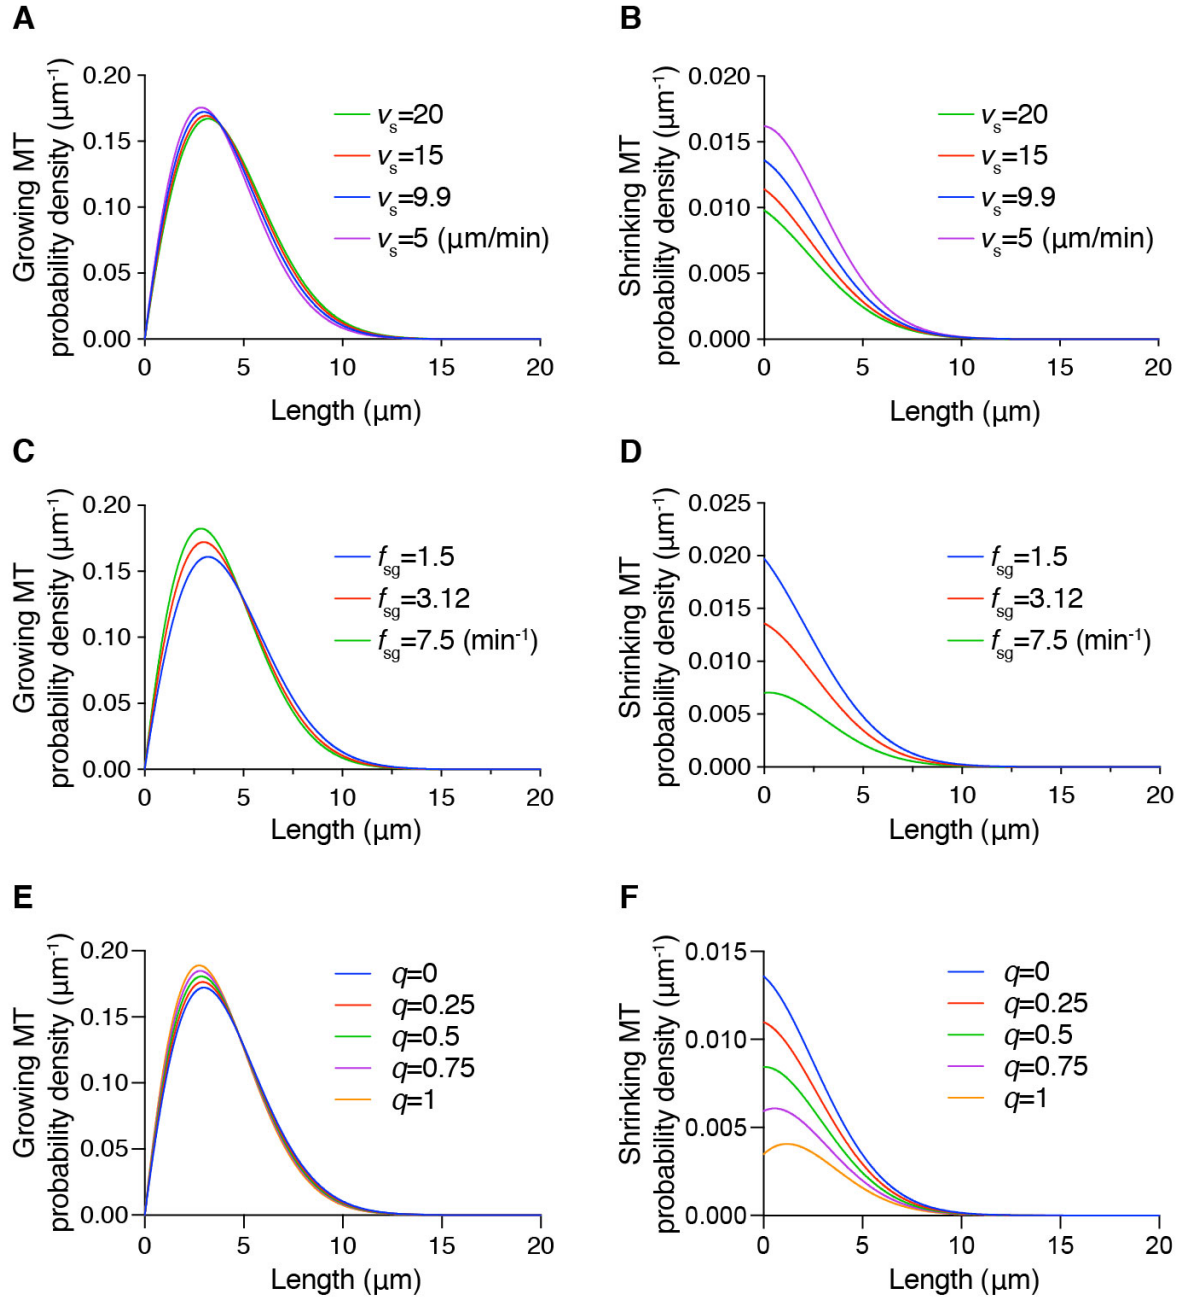 A
Growing MT
probability density (µm⁻¹)
0.20
0.15
0.10
0.05
0.00
0 5 10 15 20
Length (µm)
vₛ=20
vₛ=15
vₛ=9.9
vₛ=5 (µm/min)
B
Shrinking MT
probability density (µm⁻¹)
0.020
0.015
0.010
0.005
0.000
0 5 10 15 20
Length (µm)
vₛ=20
vₛ=15
vₛ=9.9
vₛ=5 (µm/min)
C
Growing MT
probability density (µm⁻¹)
0.20
0.15
0.10
0.05
0.00
0 5 10 15 20
Length (µm)
fsg=1.5
fsg=3.12
fsg=7.5 (min⁻¹)
D
Shrinking MT
probability density (µm⁻¹)
0.025
0.020
0.015
0.010
0.005
0.000
0 5 10 15 20
Length (µm)
fsg=1.5
fsg=3.12
fsg=7.5 (min⁻¹)
E
Growing MT
probability density (µm⁻¹)
0.20
0.15
0.10
0.05
0.00
0 5 10 15 20
Length (µm)
q=0
q=0.25
q=0.5
q=0.75
q=1
F
Shrinking MT
probability density (µm⁻¹)
0.015
0.010
0.005
0.000
0 5 10 15 20
Length (µm)
q=0
q=0.25
q=0.5
q=0.75
q=1